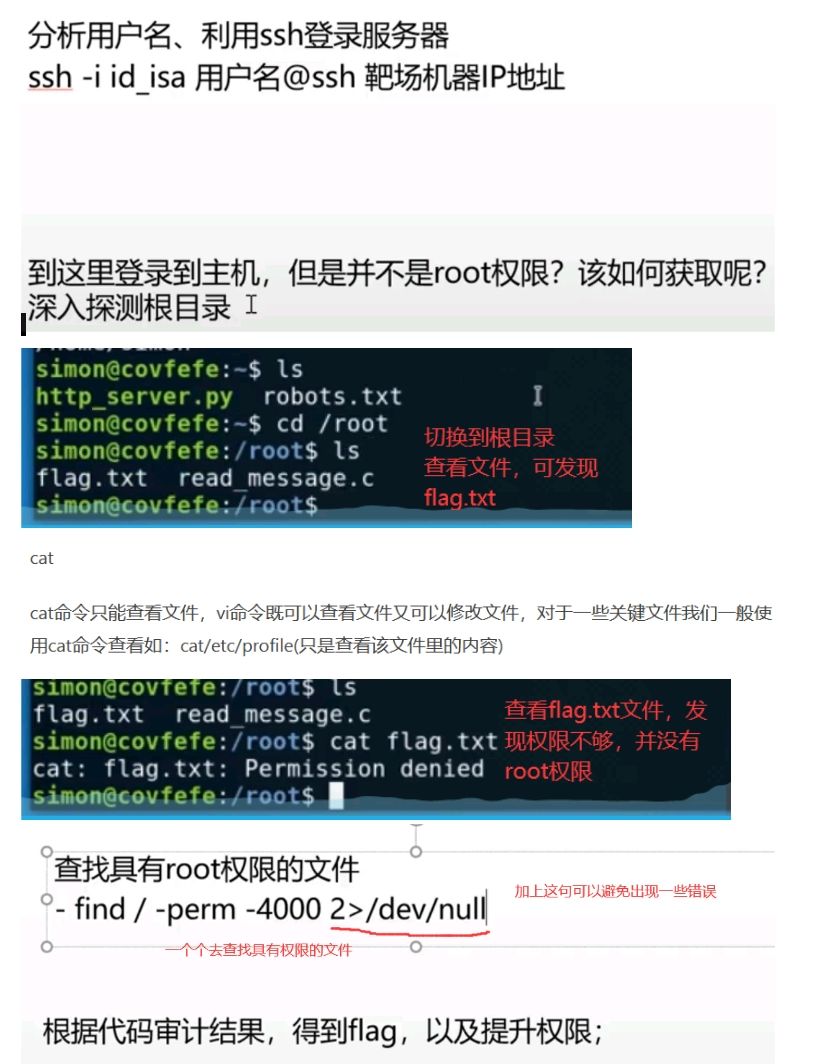 分析用户名、利用ssh登录服务器
ssh -i id_isa 用户名@ssh 靶场机器IP地址
到这里登录到主机，但是并不是root权限？该如何获取呢？
深入探测根目录
simon@covfefe:~$ ls
http_server.py robots.txt
simon@covfefe:~$ cd /root
simon@covfefe:/root$ ls
flag.txt read_message.c
simon@covfefe:/root$
切换到根目录
查看文件，可发现
flag.txt
cat
cat命令只能查看文件，vi命令既可以查看文件又可以修改文件，对于一些关键文件我们一般使
用cat命令查看如：cat/etc/profile(只是查看该文件里的内容)
simon@covfefe:/root$ ls
flag.txt read_message.c
simon@covfefe:/root$ cat flag.txt
cat: flag.txt: Permission denied
simon@covfefe:/root$
查看flag.txt文件，发
现权限不够，并没有
root权限
查找具有root权限的文件
- find / -perm -4000 2>/dev/null
加上这句可以避免出现一些错误
一个个去查找具有权限的文件
根据代码审计结果，得到flag，以及提升权限；